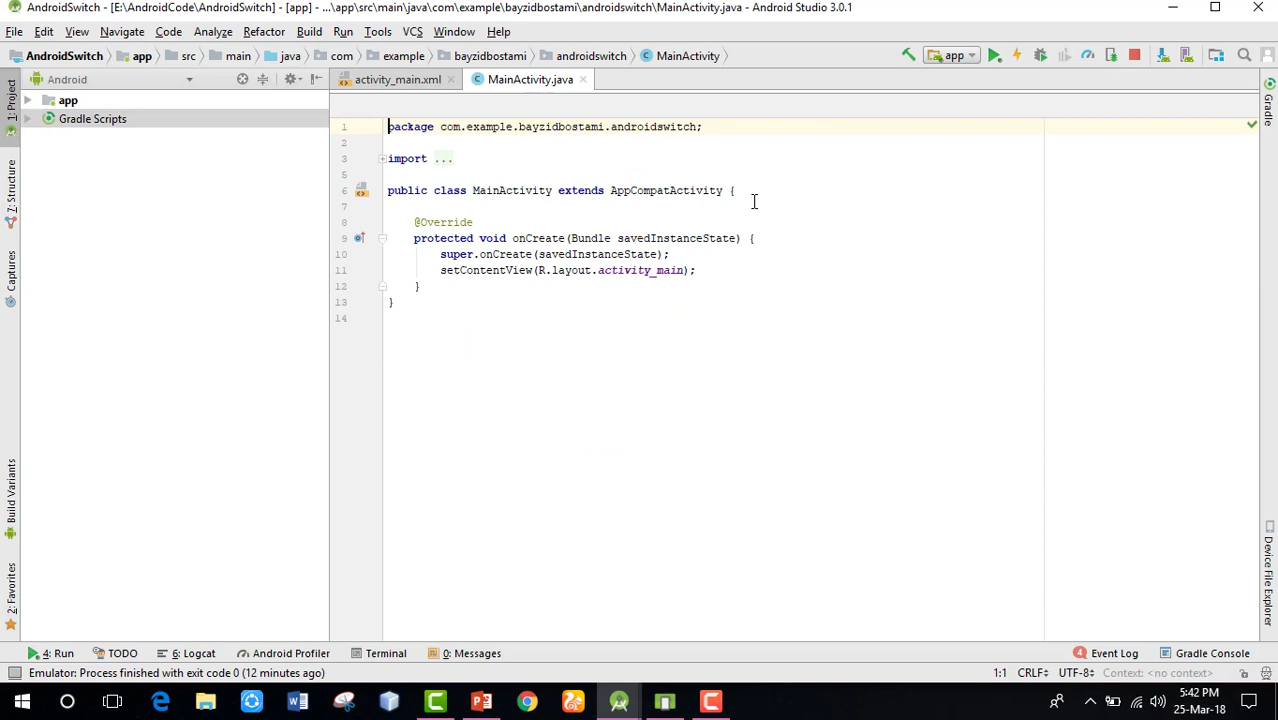 AndroidSwitch - [E:\AndroidCode\AndroidSwitch] - [app] - ...\app\src\main\java\com\example\bayzidbostami\androidswitch\MainActivity.java - Android Studio 3.0.1
File Edit View Navigate Code Analyze Refactor Build Run Tools VCS Window Help
AndroidSwitch app src main java com example bayzidbostami androidswitch MainActivity app
Android activity_main.xml MainActivity.java
1: Project
7: Structure
Captures
Build Variants
2: Favorites
app
Gradle Scripts
1 package com.example.bayzidbostami.androidswitch;
2
3 import ...
6 public class MainActivity extends AppCompatActivity {
7
8 @Override
9 protected void onCreate(Bundle savedInstanceState) {
10 super.onCreate(savedInstanceState);
11 setContentView(R.layout.activity_main);
12 }
13 }
14
Gradle
Device File Explorer
4: Run TODO 6: Logcat Android Profiler Terminal 0: Messages 4 Event Log Gradle Console
Emulator: Process finished with exit code 0 (12 minutes ago) 1:1 CRLF UTF-8 Context: <no context>
5:42 PM
25-Mar-18